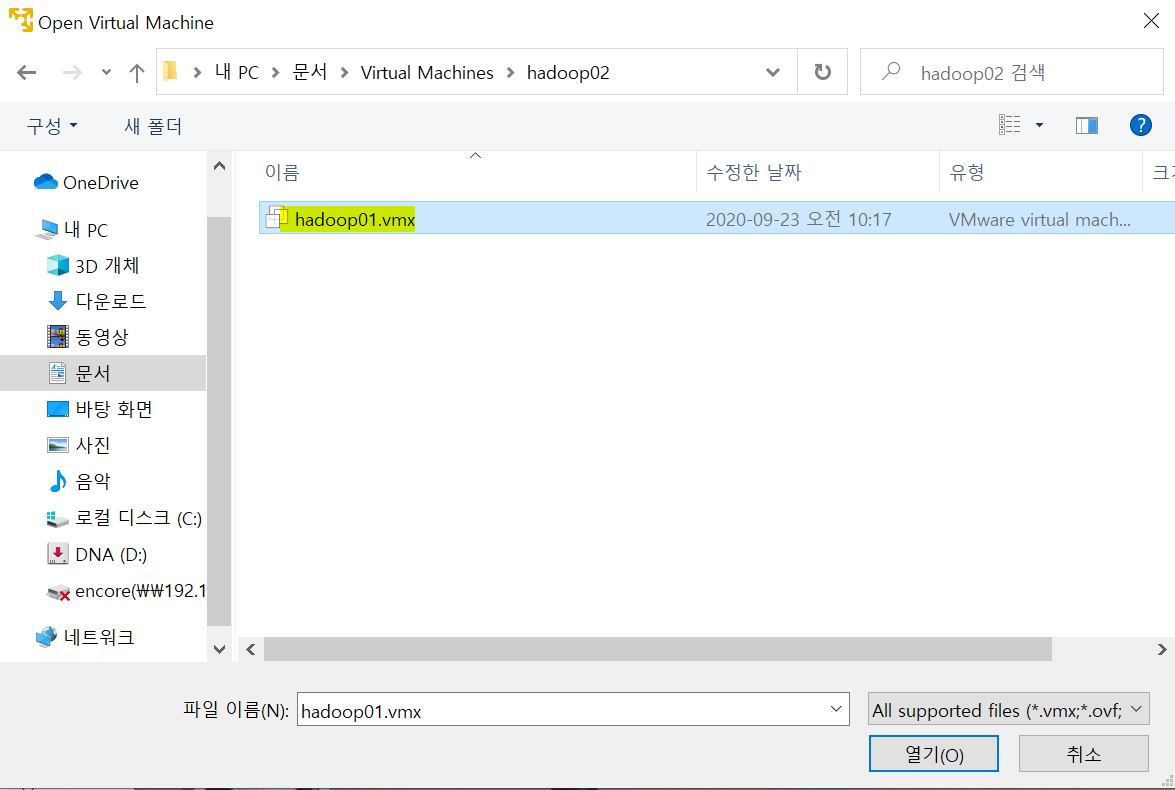 Open Virtual Machine
내 PC 문서 Virtual Machines hadoop02
hadoop02 검색
구성 새 폴더
?
이름 수정한 날짜 유형 크기
hadoop01.vmx 2020-09-23 오전 10:17 VMware virtual mach...
OneDrive
내 PC
3D 개체
다운로드
동영상
문서
바탕 화면
사진
음악
로컬 디스크 (C:)
DNA (D:)
encore(₩₩192.1
네트워크
파일 이름(N): hadoop01.vmx All supported files (*.vmx;*.ovf;
열기(O) 취소